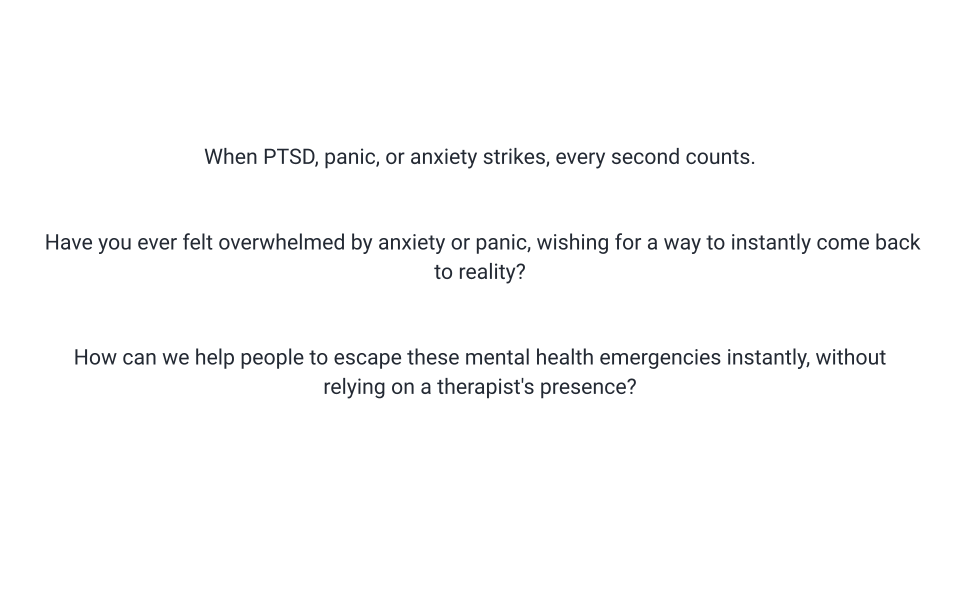 When PTSD, panic, or anxiety strikes, every second counts.
Have you ever felt overwhelmed by anxiety or panic, wishing for a way to instantly come back
to reality?
How can we help people to escape these mental health emergencies instantly, without
relying on a therapist's presence?